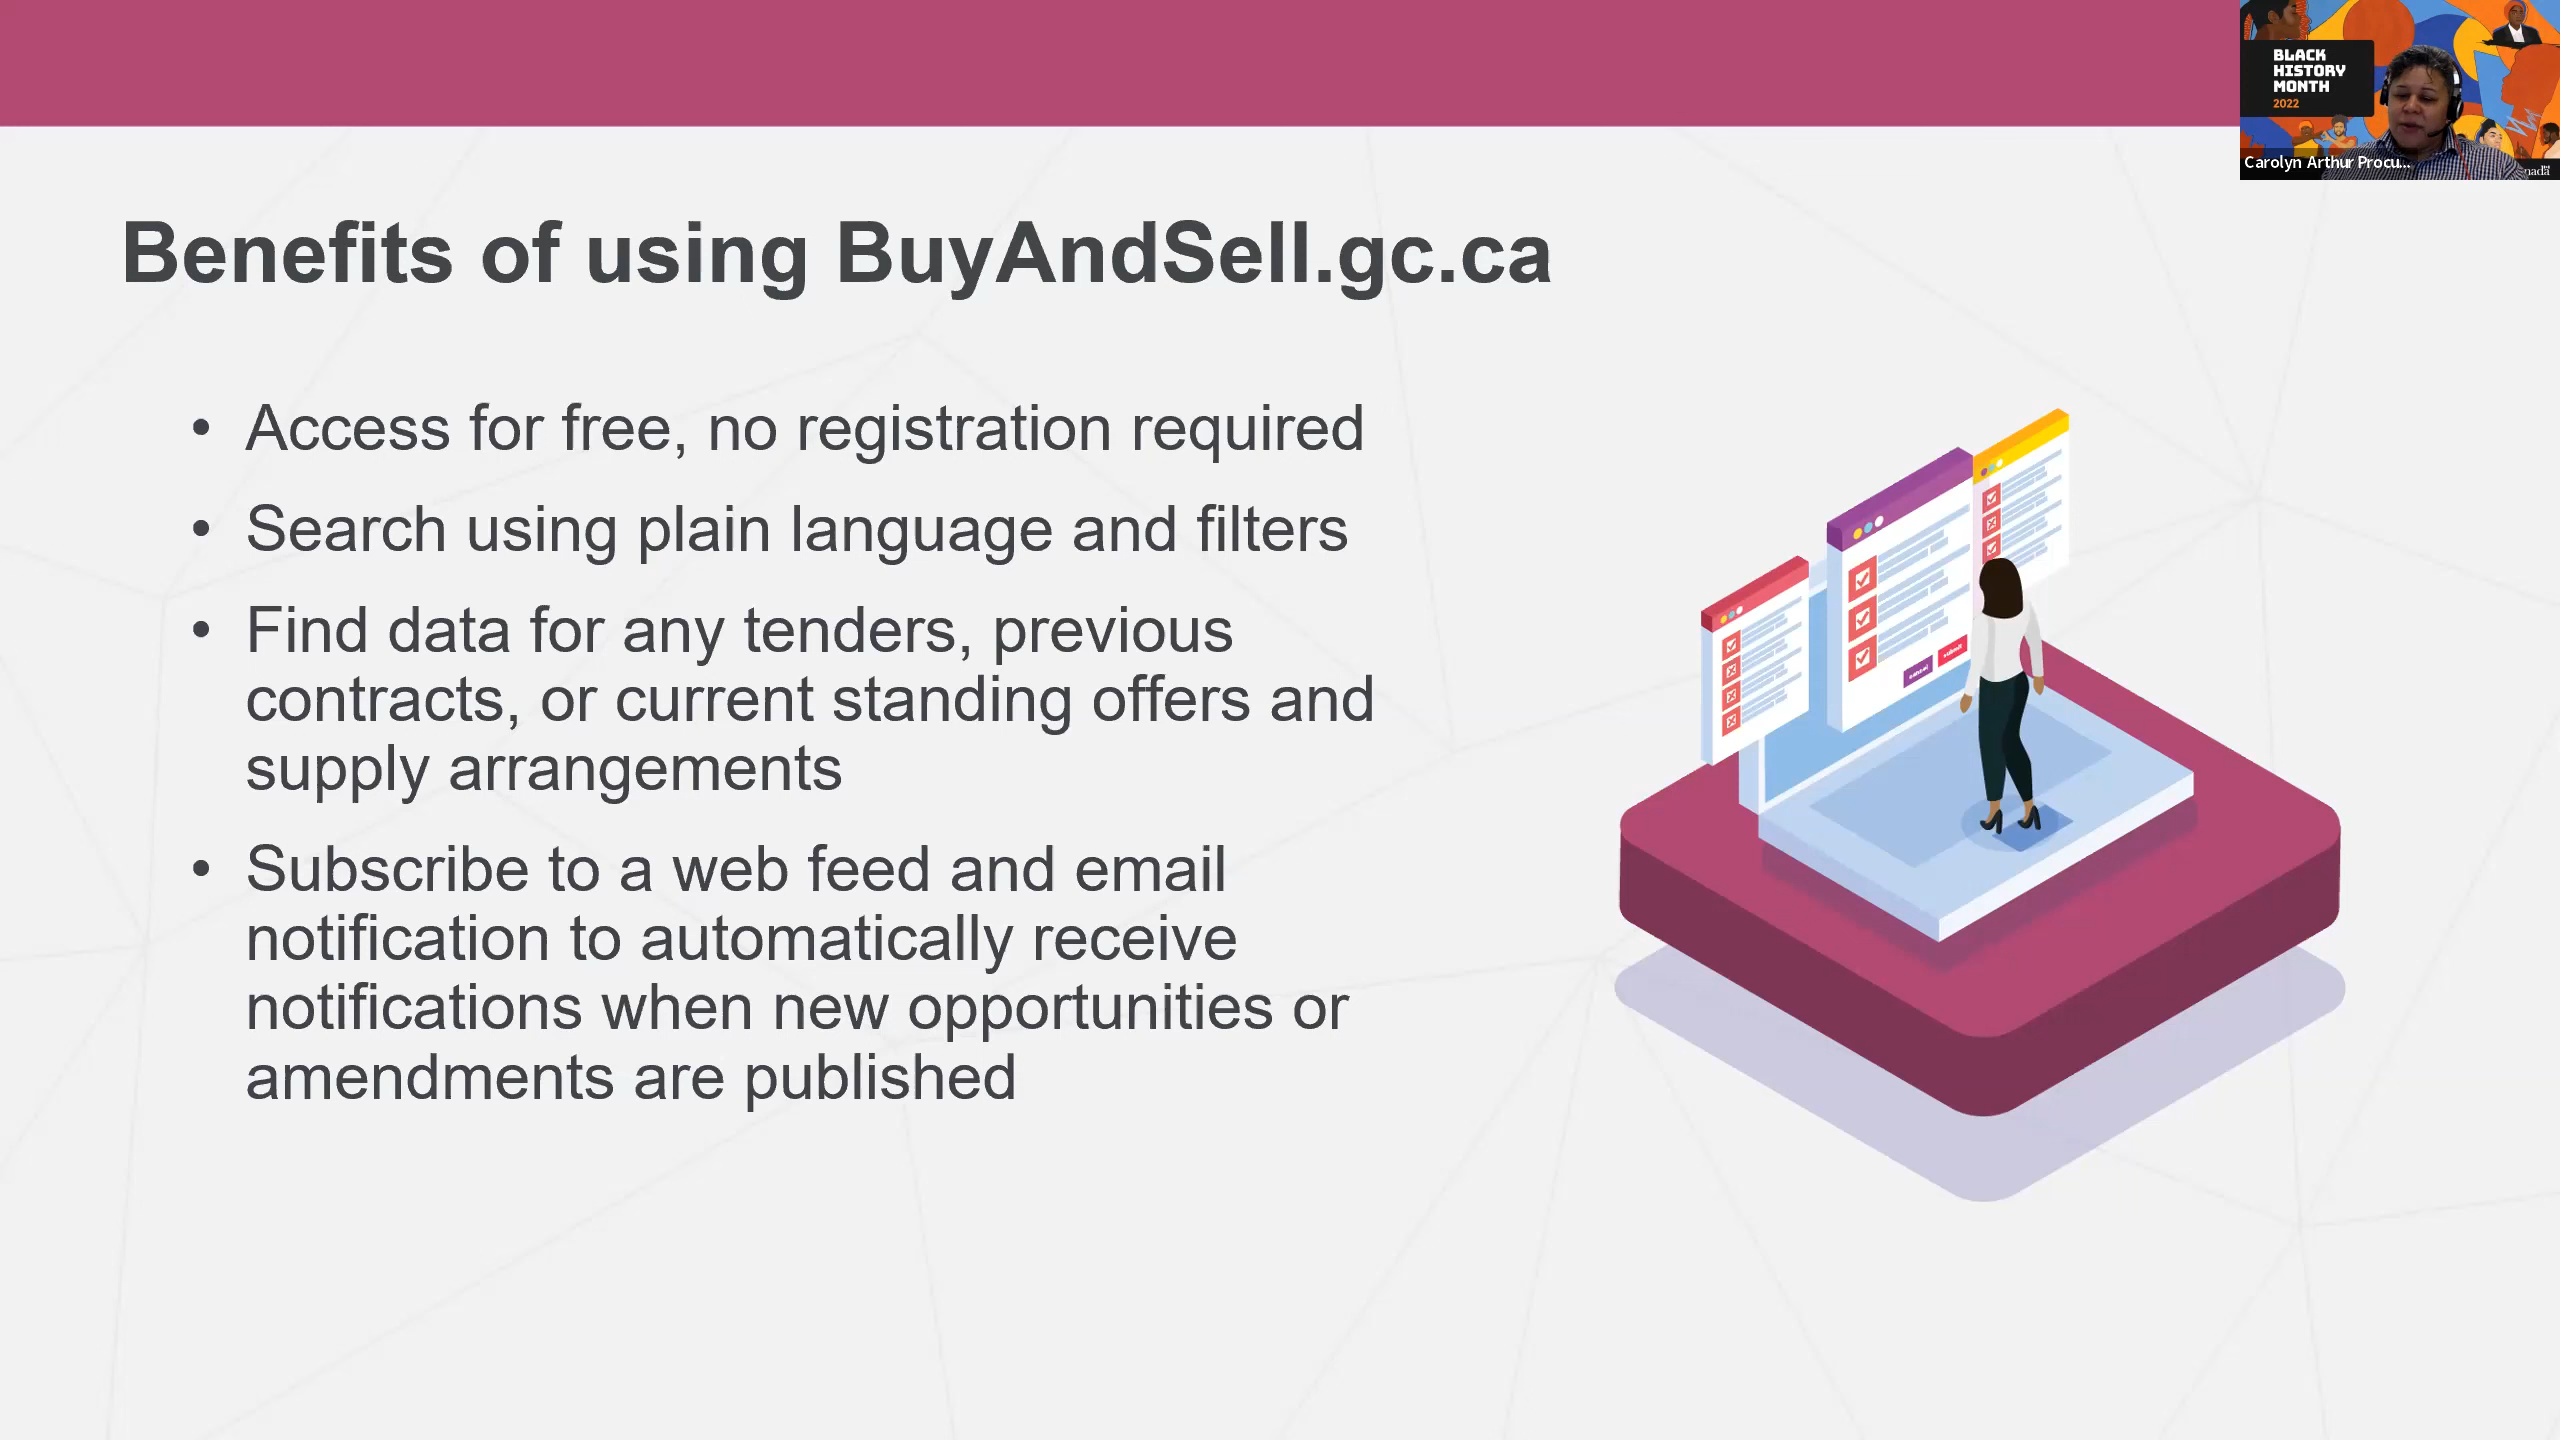 BLACK
HISTORY
MONTH
2022
Carolyn Arthur Procu...
nada
Benefits of using BuyAndSell.gc.ca
• Access for free, no registration required
• Search using plain language and filters
• Find data for any tenders, previous
contracts, or current standing offers and
supply arrangements
• Subscribe to a web feed and email
notification to automatically receive
notifications when new opportunities or
amendments are published
cancel
submit